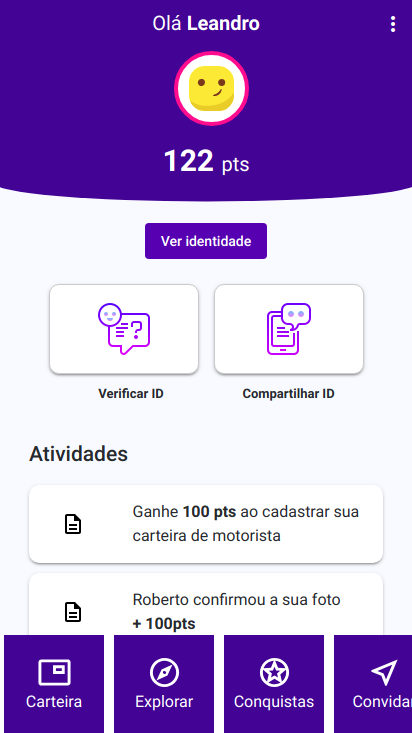 Olá Leandro
122 pts
Ver identidade
Verificar ID
Compartilhar ID
Atividades
Ganhe 100 pts ao cadastrar sua
carteira de motorista
Roberto confirmou a sua foto
+ 100pts
Carteira
Explorar
Conquistas
Convidar